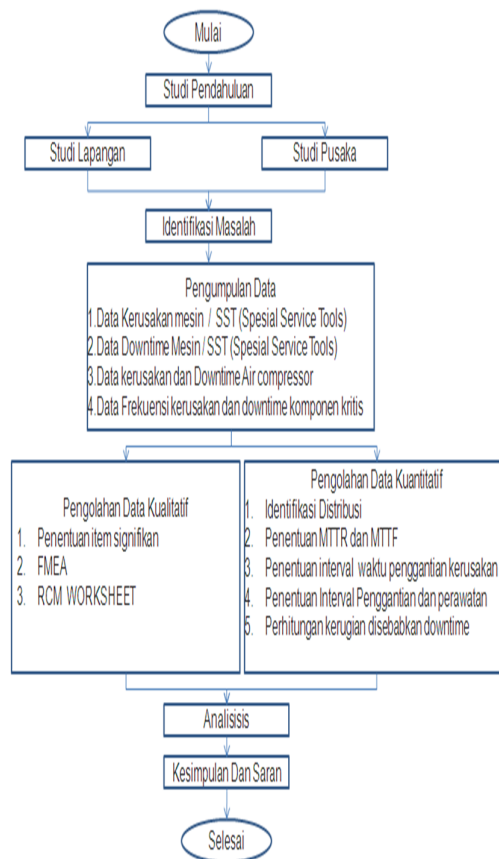 Mulai
Studi Pendahuluan
Studi Lapangan
Studi Pusaka
Identifikasi Masalah
Pengumpulan Data
1.Data Kerusakan mesin / SST (Spesial Service Tools)
2.Data Downtime Mesin / SST (Spesial Service Tools)
3.Data kerusakan dan Downtime Air compressor
4.Data Frekuensi kerusakan dan downtime komponen kritis
Pengolahan Data Kualitatif
1. Penentuan item signifikan
2. FMEA
3. RCM WORKSHEET
Pengolahan Data Kuantitatif
1. Identifikasi Distribusi
2. Penentuan MTTR dan MTTF
3. Penentuan interval waktu penggantian kerusakan
4 Penentuan Interval Penggantian dan perawatan
5. Perhitungan kerugian disebabkan downtime
Analisisis
Kesimpulan Dan Saran
Selesai